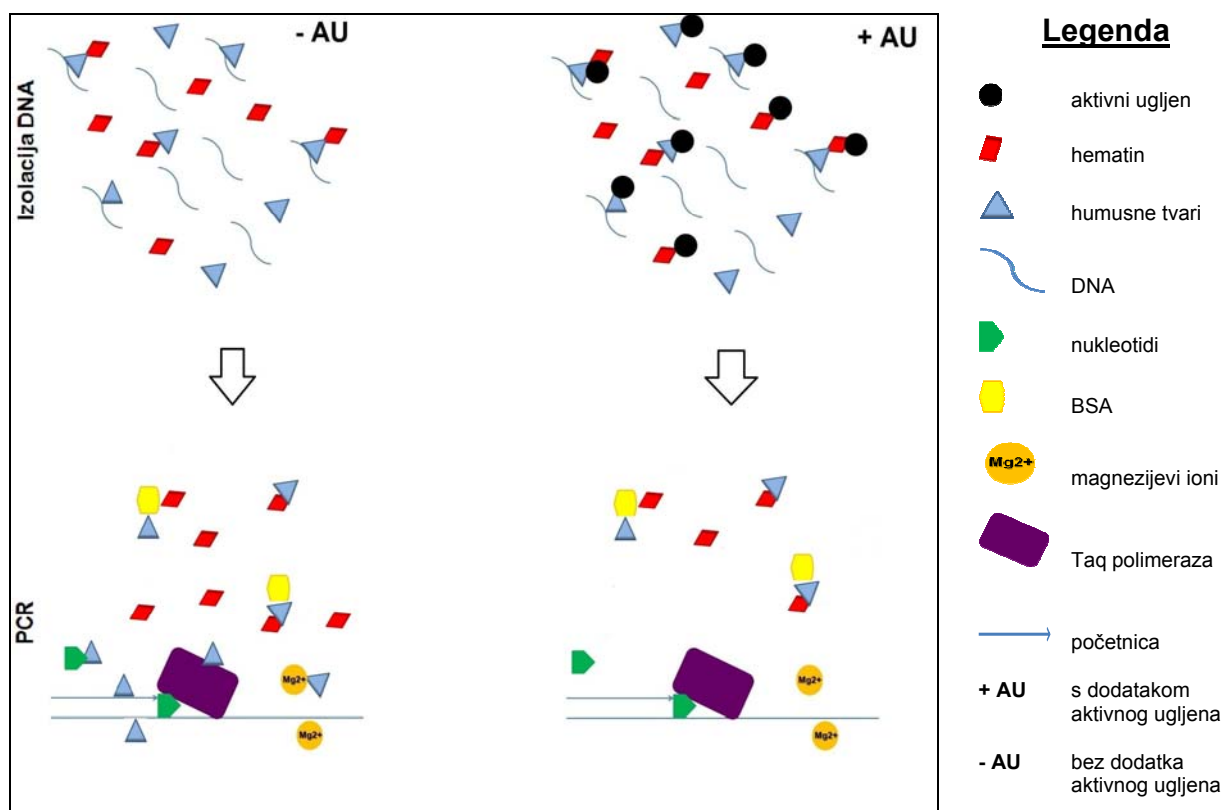 - AU
+ AU
Izolacija DNA
PCR
Mg2+
Mg2+
Mg2+
Mg2+
Legenda
aktivni ugljen
hematin
humusne tvari
DNA
nukleotidi
BSA
Mg2+
magnezijevi ioni
Taq polimeraza
početnica
+ AU s dodatakom
aktivnog ugljena
- AU bez dodatka
aktivnog ugljena